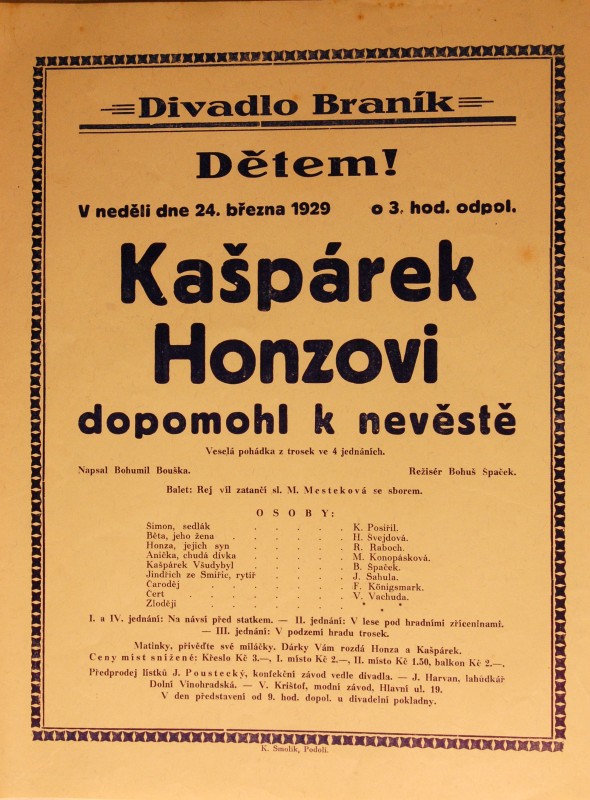 Divadlo Braník
Dětem!
V neděli dne 24. března 1929 o 3. hod. odpol.
Kašpárek
Honzovi
dopomohl k nevěstě
Veselá pohádka z trosek ve 4 jednáních.
Napsal Bohumil Bouška. Režisér Bohuš Špaček.
Balet: Rej vil zatančí sl. M. Mesteková se sborem.
OSOBY:
Šimon, sedlák . . . . . K. Posířil.
Běta, jeho žena . . . . . H. Švejdová.
Honza, jejich syn . . . . . R. Raboch.
Anička, chudá dívka . . . . . M. Konopásková.
Kašpárek Všudybyl . . . . . B. Špaček.
Jindřich ze Smiřic, rytíř . . . . . J. Sahula.
Čaroděj . . . . . F. Königsmark.
Čert . . . . . V. Vachuda.
Zloději . . . . . * * *
I. a IV. jednání: Na návsi před statkem. — II. jednání: V lese pod hradními zříceninami.
— III. jednání: V podzemí hradu trosek.
Matinky, přivěďte své miláčky. Dárky Vám rozdá Honza a Kašpárek.
Ceny míst snížené: Křeslo Kč 3.—, I. místo Kč 2.—, II. místo Kč 1.50, balkon Kč 2.—.
Předprodej lístků J. Poustecký, konfekční závod vedle divadla. — J. Harvan, lahůdkář
Dolní Vinohradská. — V. Krištof, modní závod, Hlavní ul. 19.
V den představení od 9. hod. dopol. u divadelní pokladny.
K. Smolík, Podolí.